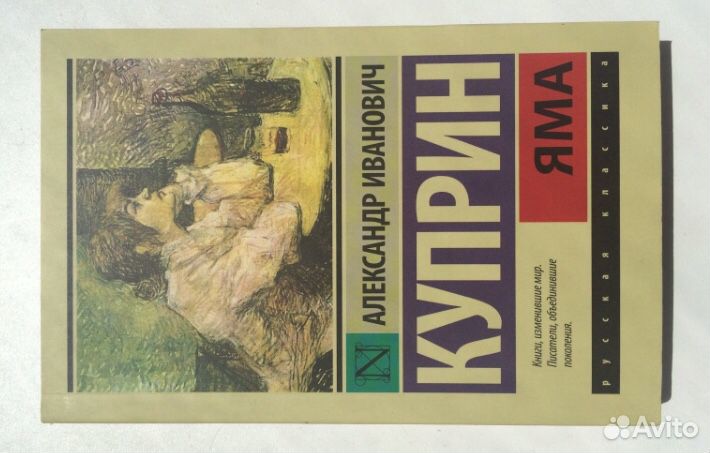 АЛЕКСАНДР ИВАНОВИЧ
КУПРИН
ЯМА
Книги, изменившие мир.
Писатели, объединившие
поколения.
русская классика
Avito